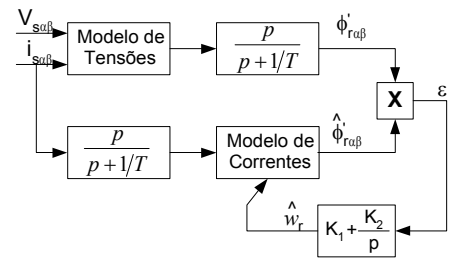 V_sαβ
i_sαβ
Modelo de
Tensões
p
p+1/T
ϕ'_rαβ
X
ε
p
p+1/T
Modelo de
Correntes
ϕ̂'_rαβ
ŵ_r
K_1+K_2/p